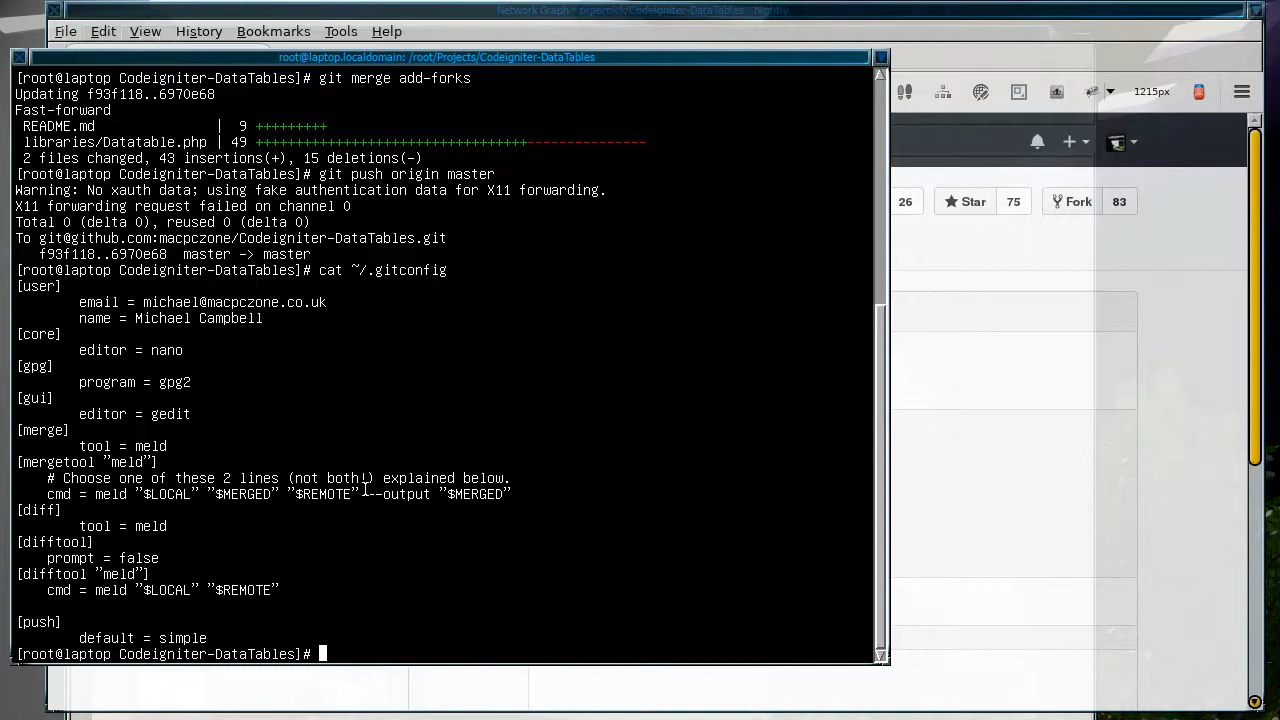 Network Graph · zepernick/Codeigniter-DataTables - Nightly
File Edit View History Bookmarks Tools Help
root@laptop.localdomain: /root/Projects/Codeigniter-DataTables
[root@laptop Codeigniter-DataTables]# git merge add-forks
Updating f93f118..6970e68
Fast-forward
README.md | 9 +++++++++
libraries/Datatable.php | 49 ++++++++++++++++++++++++++++++++++---------------
2 files changed, 43 insertions(+), 15 deletions(-)
[root@laptop Codeigniter-DataTables]# git push origin master
Warning: No xauth data; using fake authentication data for X11 forwarding.
X11 forwarding request failed on channel 0
Total 0 (delta 0), reused 0 (delta 0)
To git@github.com:macpczone/Codeigniter-DataTables.git
f93f118..6970e68 master -> master
[root@laptop Codeigniter-DataTables]# cat ~/.gitconfig
[user]
email = michael@macpczone.co.uk
name = Michael Campbell
[core]
editor = nano
[gpg]
program = gpg2
[gui]
editor = gedit
[merge]
tool = meld
[mergetool "meld"]
# Choose one of these 2 lines (not both!) explained below.
cmd = meld "$LOCAL" "$MERGED" "$REMOTE" --output "$MERGED"
[diff]
tool = meld
[difftool]
prompt = false
[difftool "meld"]
cmd = meld "$LOCAL" "$REMOTE"
[push]
default = simple
[root@laptop Codeigniter-DataTables]#
1215px
26 Star 75 Fork 83